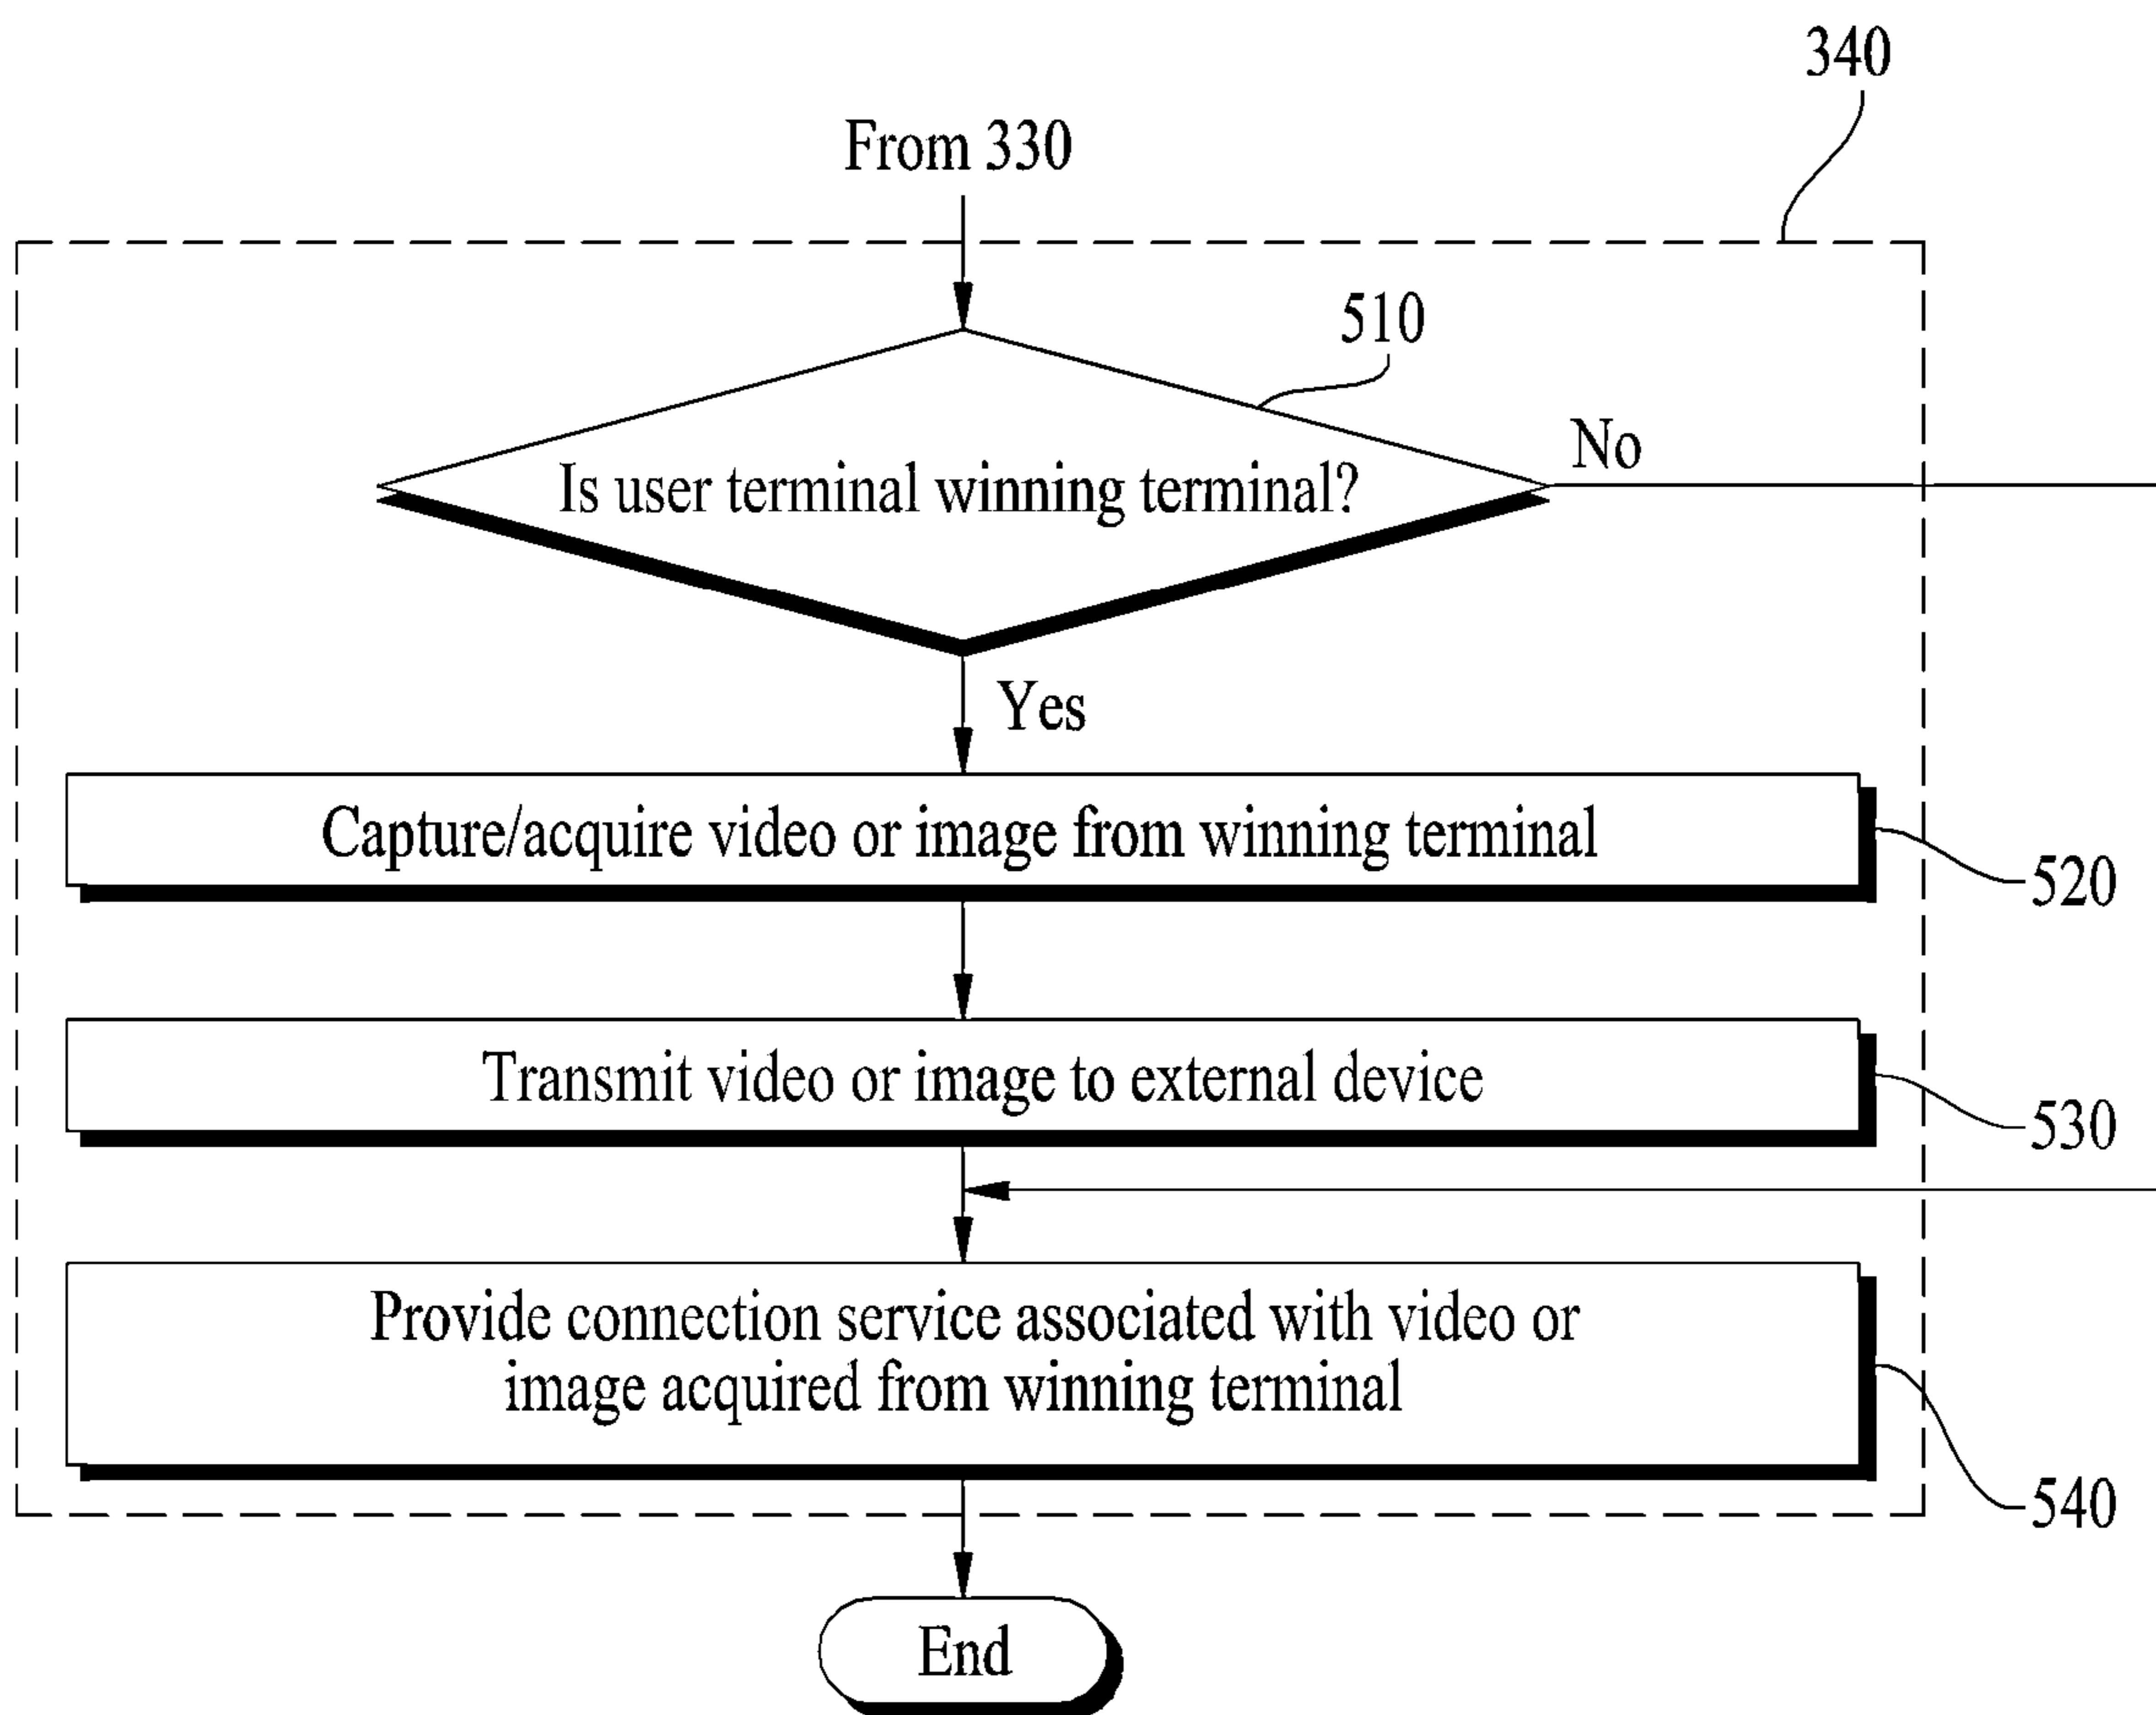 340
From 330
510
No
Is user terminal winning terminal?
Yes
Capture/acquire video or image from winning terminal
520
Transmit video or image to external device
530
Provide connection service associated with video or
image acquired from winning terminal
540
End